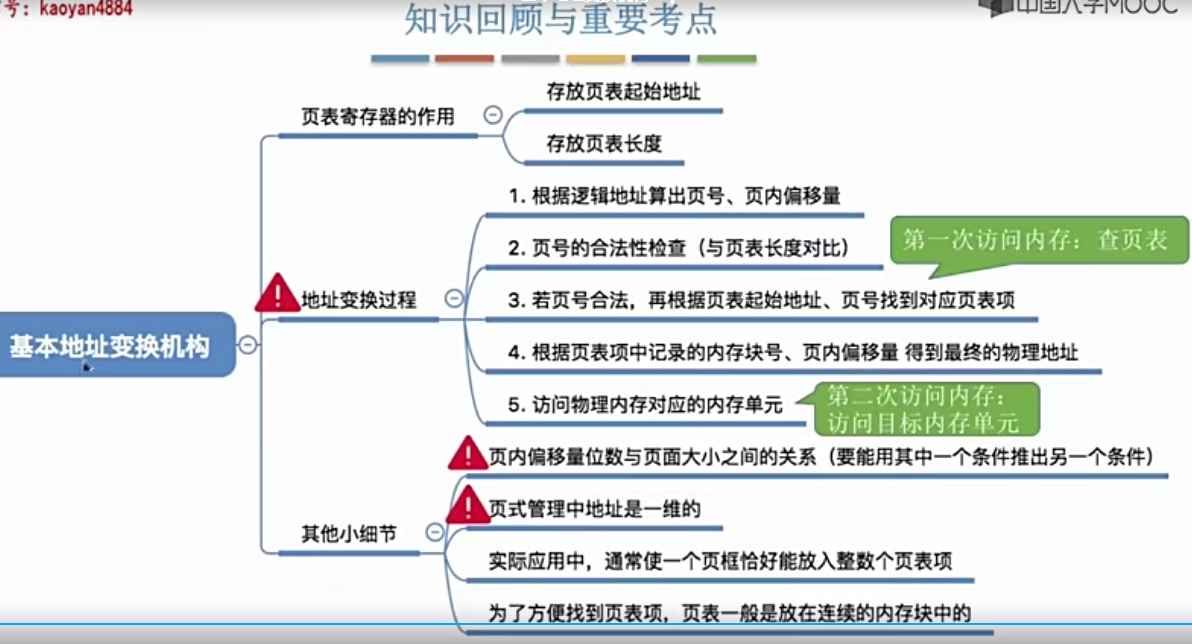 号：kaoyan4884
中国大学MOOC
知识回顾与重要考点
基本地址变换机构
页表寄存器的作用
存放页表起始地址
存放页表长度
地址变换过程
1. 根据逻辑地址算出页号、页内偏移量
2. 页号的合法性检查（与页表长度对比）
第一次访问内存：查页表
3. 若页号合法，再根据页表起始地址、页号找到对应页表项
4. 根据页表项中记录的内存块号、页内偏移量 得到最终的物理地址
5. 访问物理内存对应的内存单元
第二次访问内存：
访问目标内存单元
其他小细节
页内偏移量位数与页面大小之间的关系（要能用其中一个条件推出另一个条件）
页式管理中地址是一维的
实际应用中，通常使一个页框恰好能放入整数个页表项
为了方便找到页表项，页表一般是放在连续的内存块中的